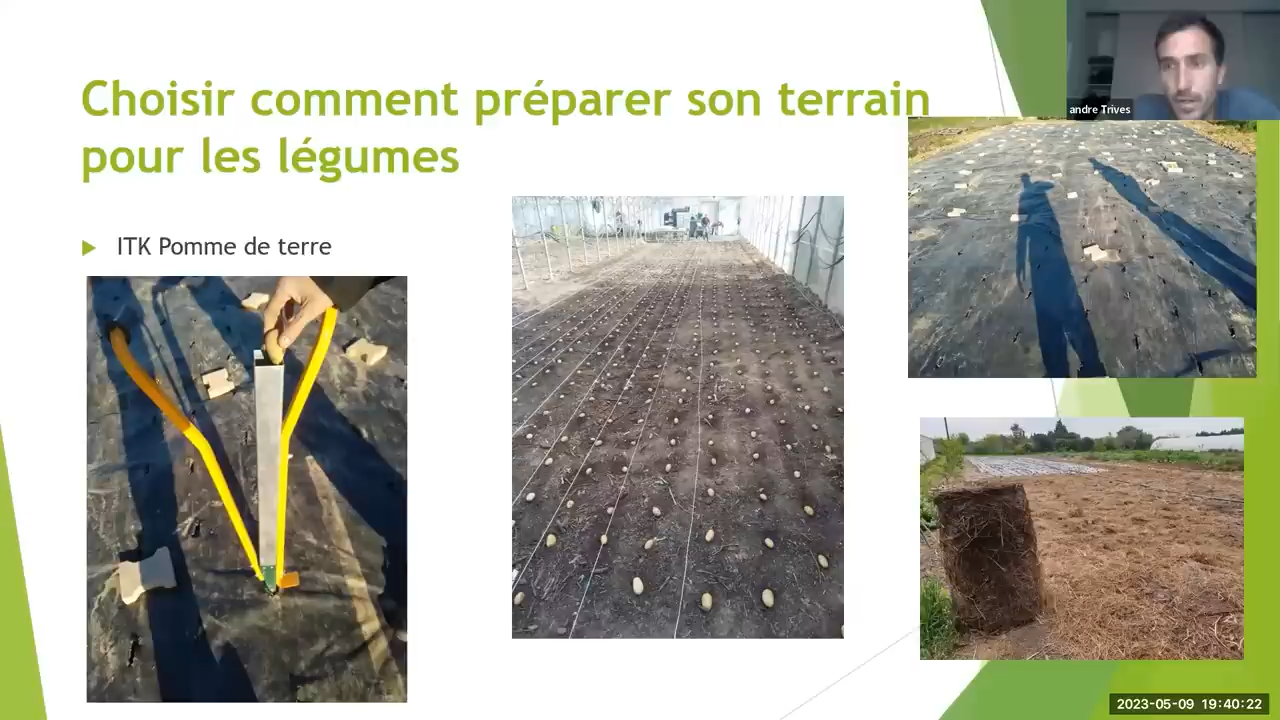 Choisir comment préparer son terrain
pour les légumes
ITK Pomme de terre
andre Trives
2023-05-09 19:40:22